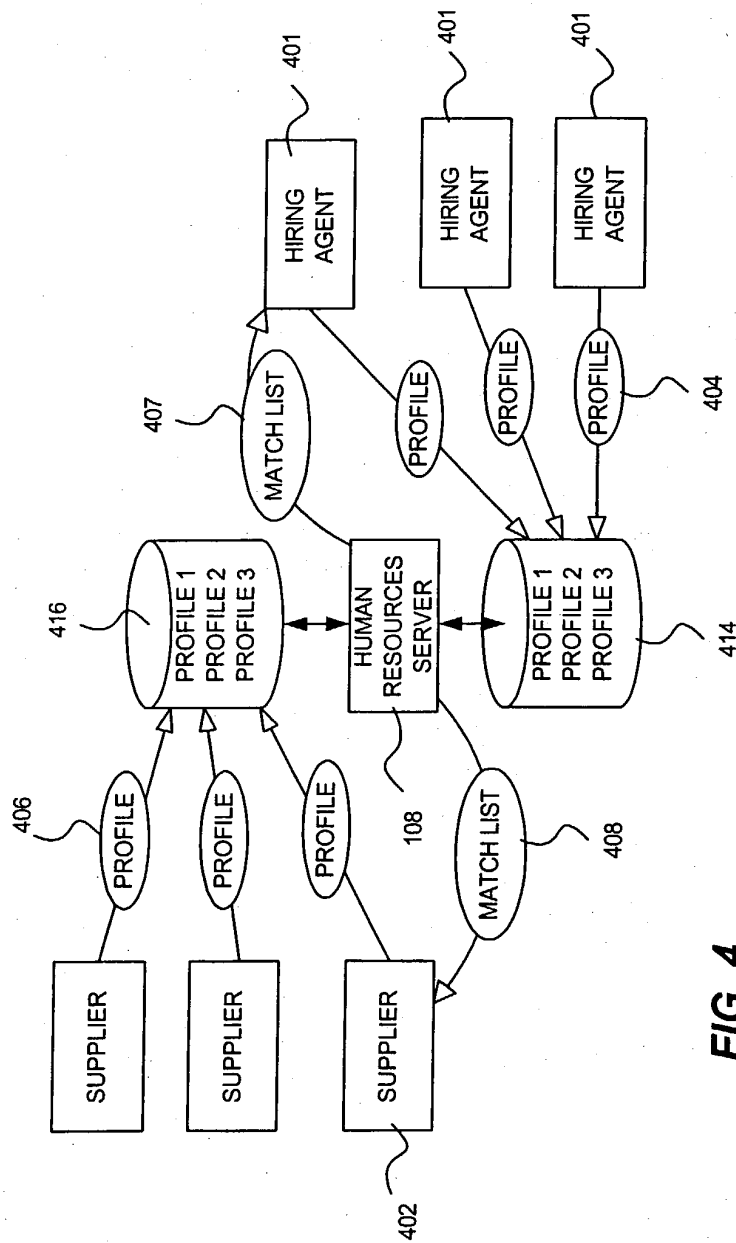 406
416
407
401
SUPPLIER
PROFILE
PROFILE 1
PROFILE 2
PROFILE 3
MATCH LIST
HIRING
AGENT
SUPPLIER
PROFILE
SUPPLIER
PROFILE
402
HUMAN
RESOURCES
SERVER
108
PROFILE
401
HIRING
AGENT
PROFILE
MATCH LIST
408
PROFILE 1
PROFILE 2
PROFILE 3
414
PROFILE
404
401
HIRING
AGENT
FIG. 4